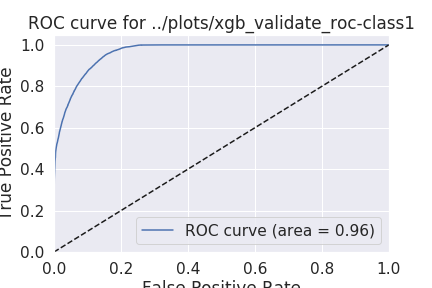 ROC curve for ../plots/xgb_validate_roc-class1
True Positive Rate
1.0
0.8
0.6
0.4
0.2
0.0
ROC curve (area = 0.96)
0.0 0.2 0.4 0.6 0.8 1.0
False Positive Rate